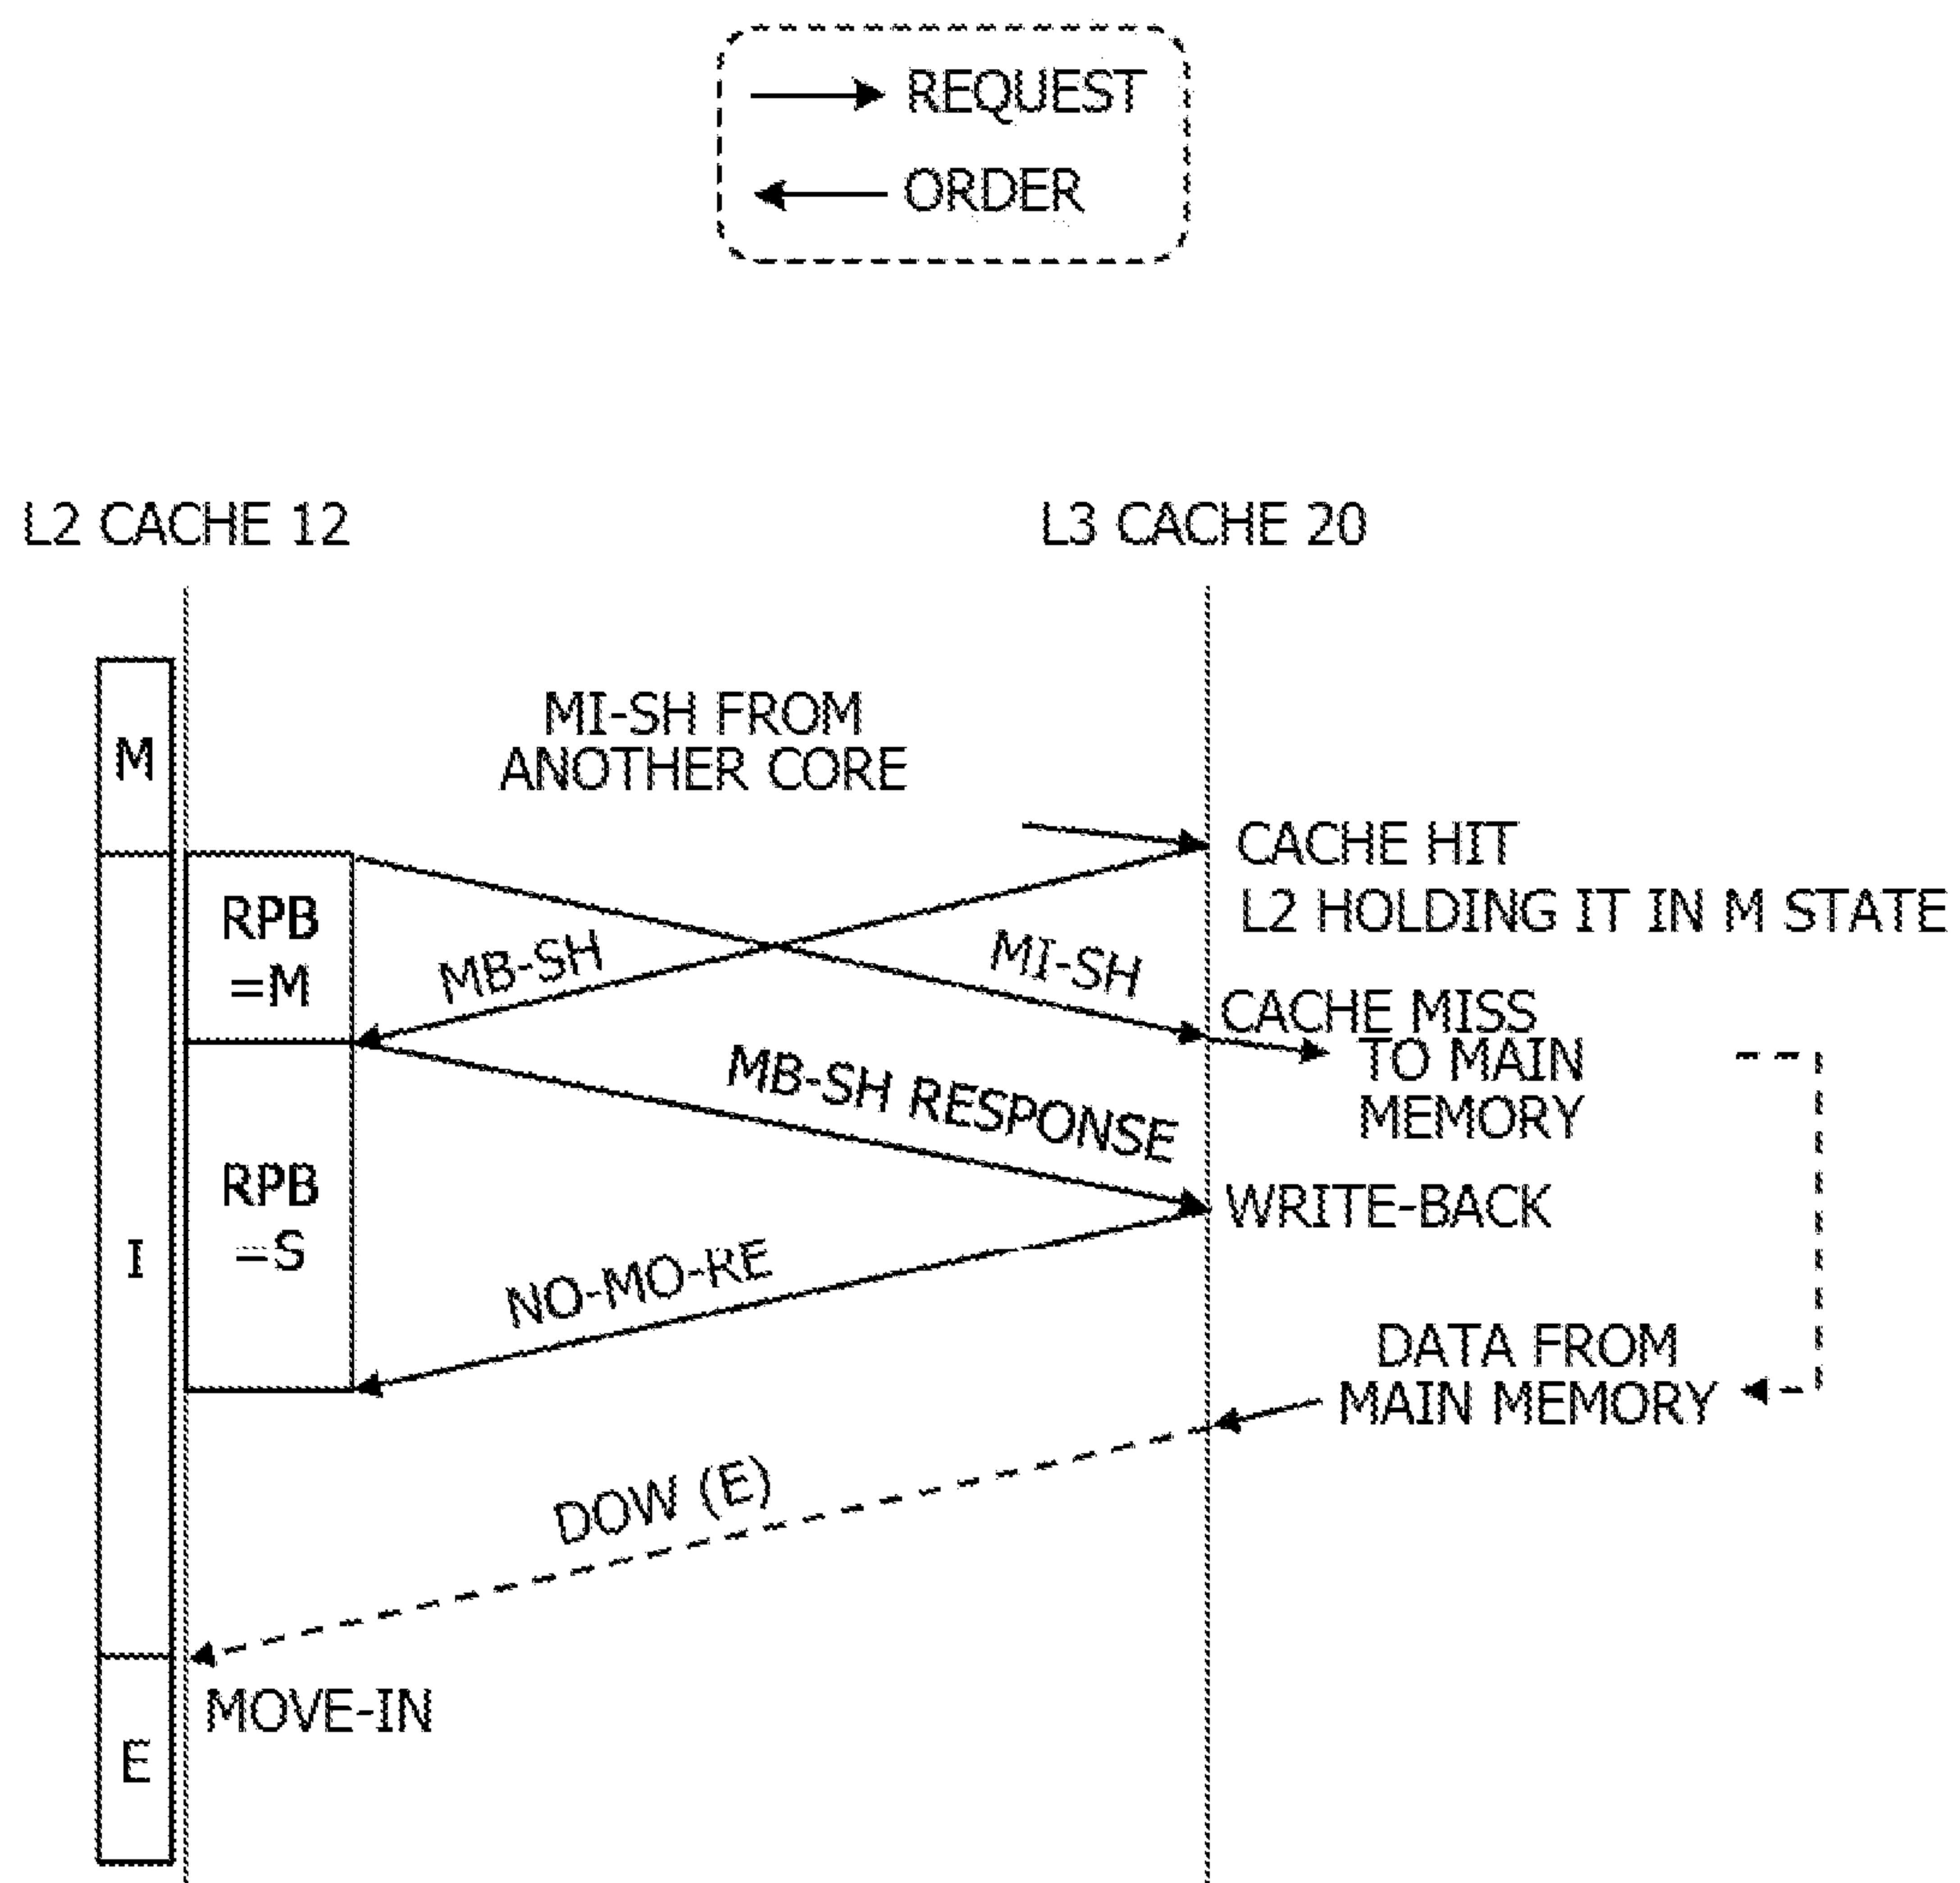 REQUEST
ORDER
L2 CACHE 12
L3 CACHE 20
M
MI-SH FROM
ANOTHER CORE
CACHE HIT
L2 HOLDING IT IN M STATE
RPB
=M
MB-SH
MI-SH
CACHE MISS
TO MAIN
MEMORY
MB-SH RESPONSE
RPB
=S
I
WRITE-BACK
NO-MO-RE
DATA FROM
MAIN MEMORY
DOW (E)
MOVE-IN
E